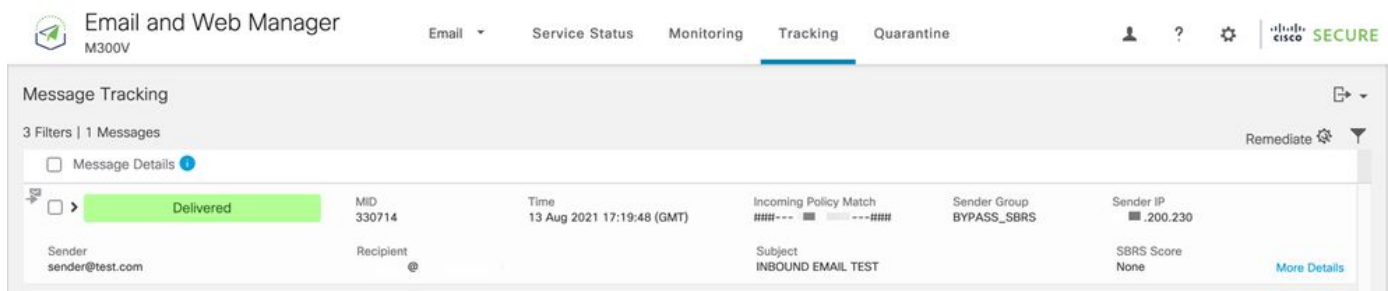 Email and Web Manager
M300V
Email Service Status Monitoring Tracking Quarantine ? cisco SECURE
Message Tracking
3 Filters | 1 Messages
Remediate
Message Details
Delivered
MID Time Incoming Policy Match Sender Group Sender IP
330714 13 Aug 2021 17:19:48 (GMT) ###--- ---### BYPASS_SBRS .200.230
Sender Recipient Subject SBRS Score
sender@test.com @ INBOUND EMAIL TEST None More Details